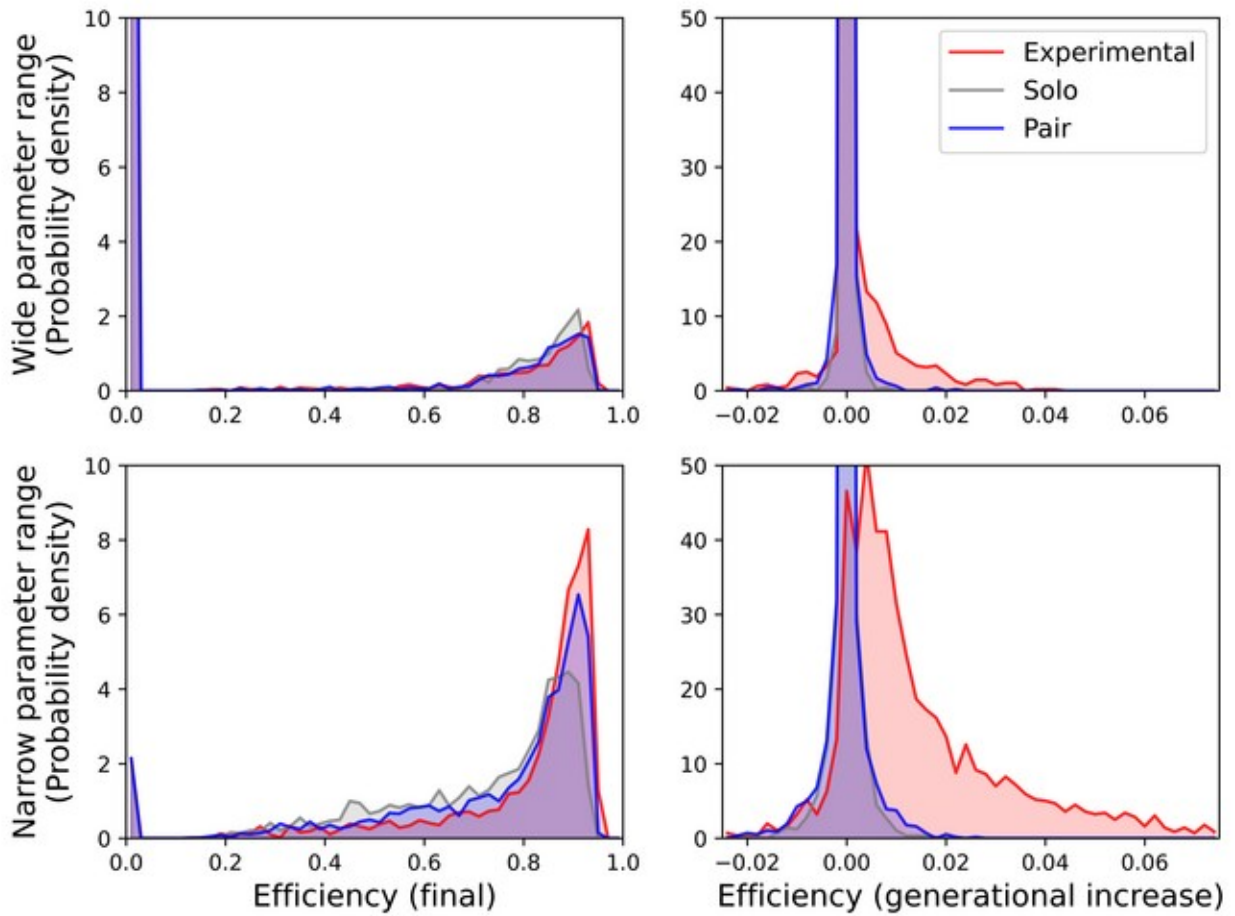 Wide parameter range
(Probability density)
10
8
6
4
2
0
0.0 0.2 0.4 0.6 0.8 1.0
50
40
30
20
10
0
−0.02 0.00 0.02 0.04 0.06
Experimental
Solo
Pair
Narrow parameter range
(Probability density)
10
8
6
4
2
0
0.0 0.2 0.4 0.6 0.8 1.0
Efficiency (final)
50
40
30
20
10
0
−0.02 0.00 0.02 0.04 0.06
Efficiency (generational increase)